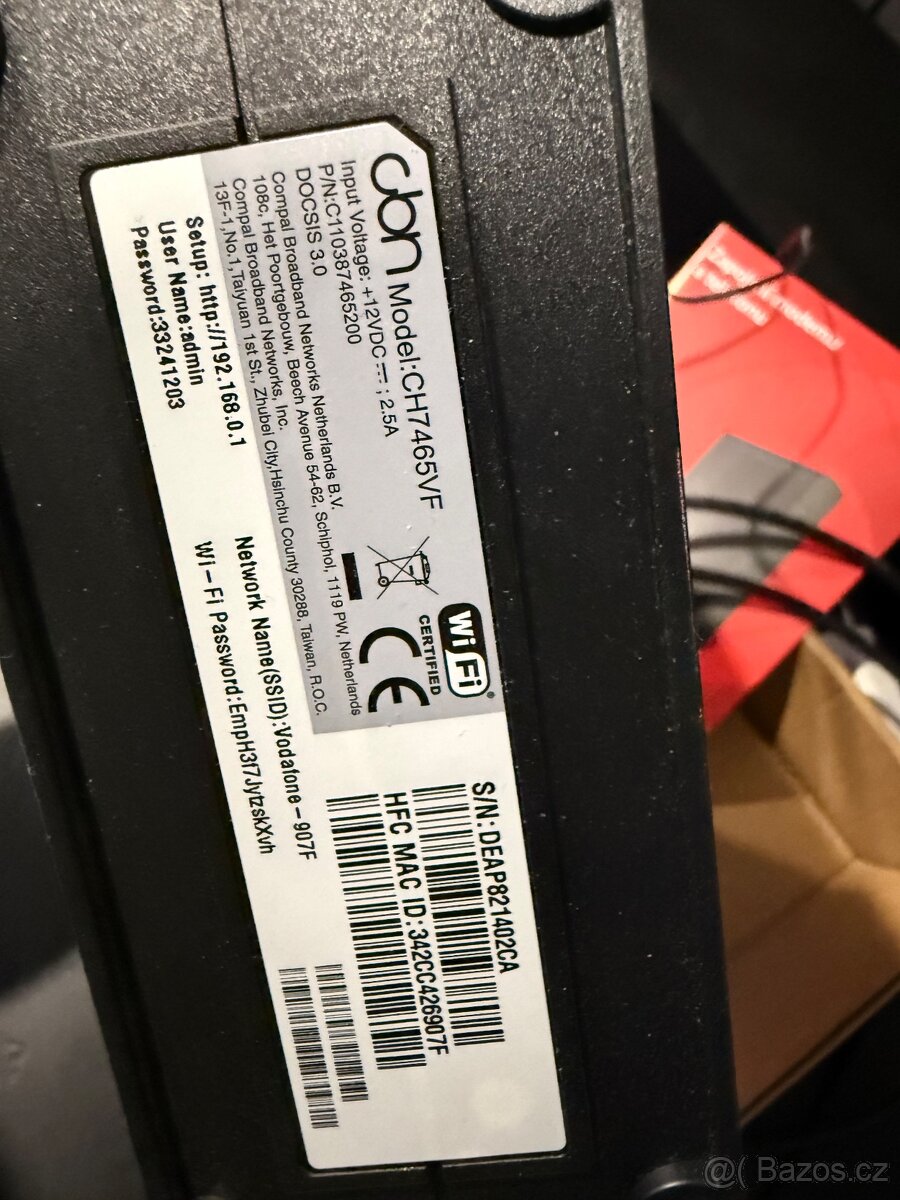 cbn Model:CH7465VF
Input Voltage: +12VDC ⎓ ; 2.5A
P/N:C110387465200
DOCSIS 3.0
Compal Broadband Networks Netherlands B.V.
108c, Het Poortgebouw, Beech Avenue 54-62, Schiphol, 1119 PW, Netherlands
Compal Broadband Networks, Inc.
13F-1,No.1,Taiyuan 1st St., Zhubei City,Hsinchu County 30288, Taiwan, R.O.C.
Wi Fi®
CERTIFIED
CE
Setup: http://192.168.0.1
User Name:admin
Password:33241203
Network Name(SSID):Vodafone-907F
Wi-Fi Password:EmpH3f7JytzskXvh
S/N: DEAP821402CA
HFC MAC ID:342CC426907F
@( Bazos.cz